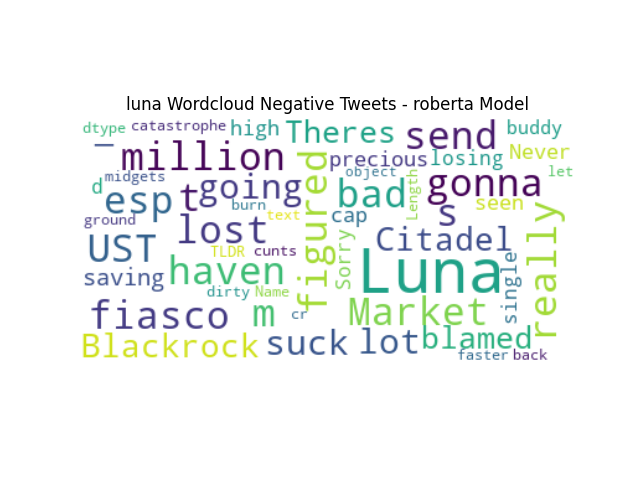 luna Wordcloud Negative Tweets - roberta Model
dtype catastrophe high Theres send buddy
_ million figured precious losing Never
midgets object let
d esp t going bad cap Length gonna seen
ground burn text s
UST lost Sorry Citadel really
TLDR cunts Luna single
saving haven
dirty Name
fiasco m cr Market
Blackrock suck lot blamed
faster back